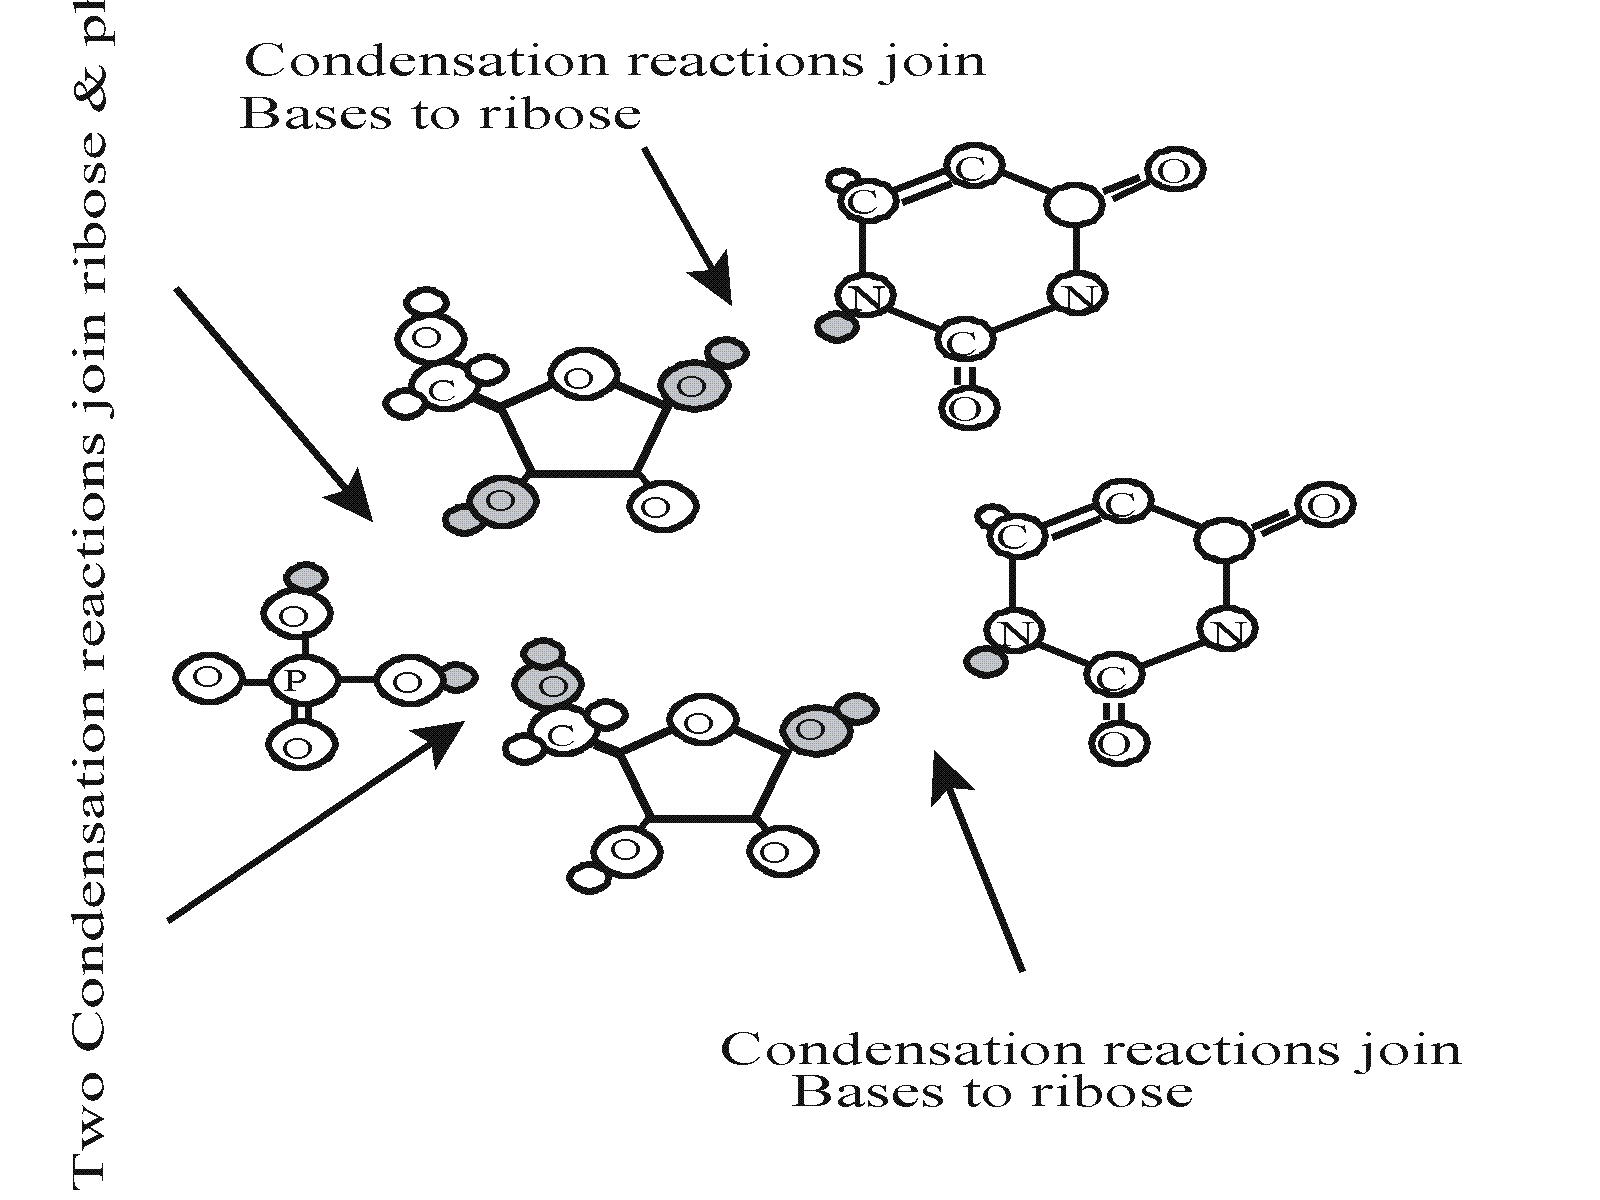 Two Condensation reactions join ribose &
Condensation reactions join
Bases to ribose
C
C
O
N
N
C
O
O
C
O
O
O
O
C
C
O
N
N
C
O
O
O
P
O
O
O
C
O
O
O
O
Condensation reactions join
Bases to ribose